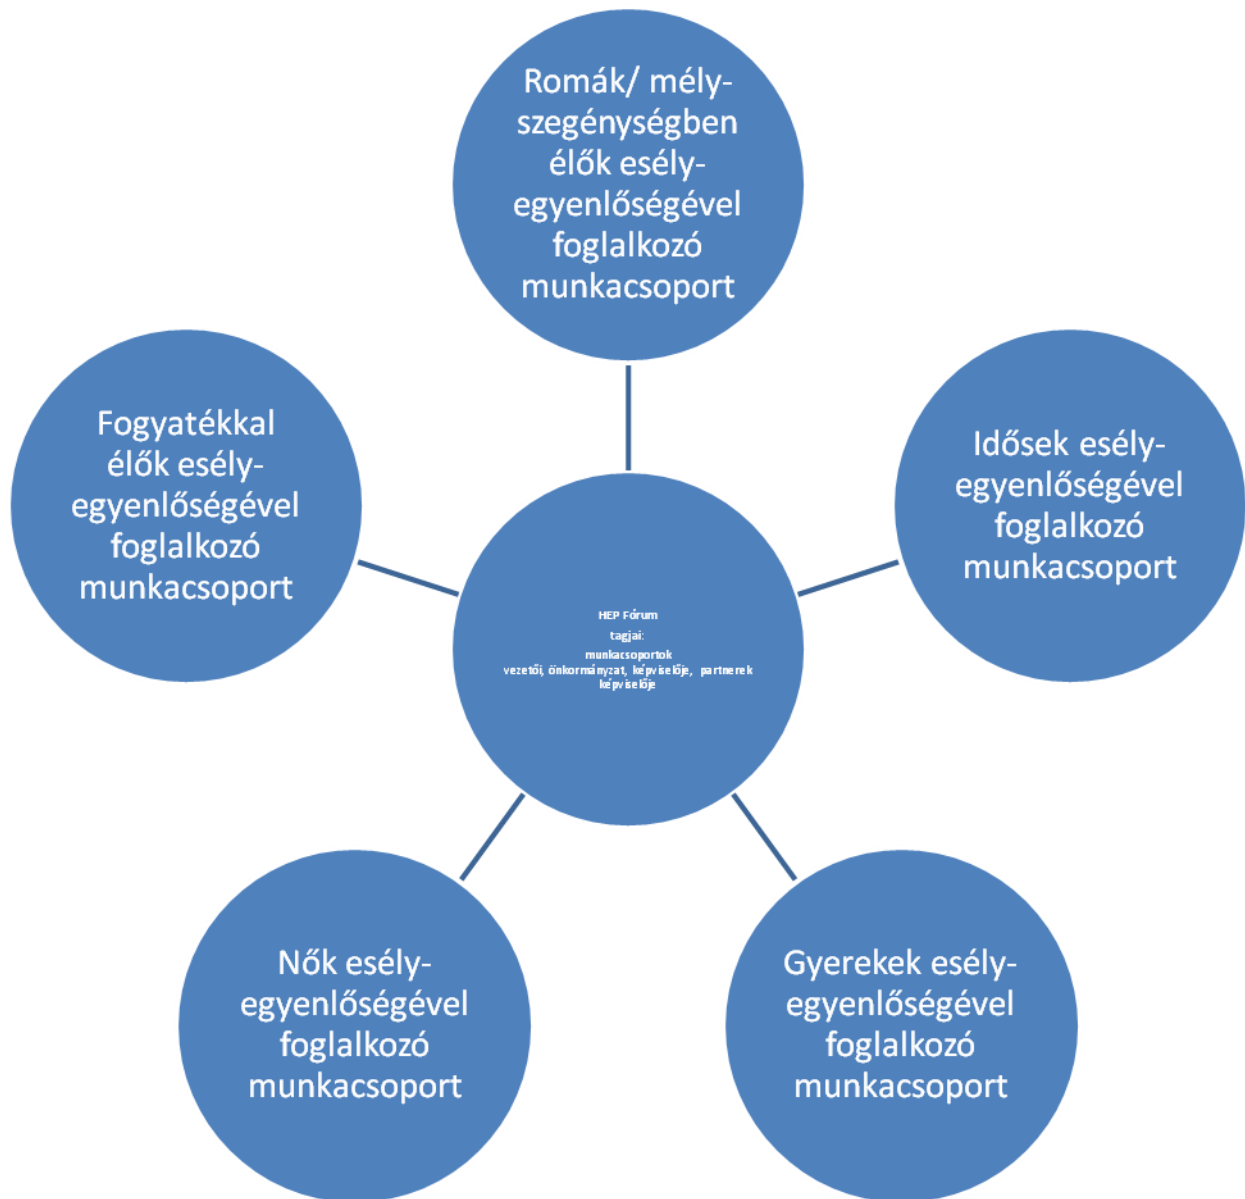 Romák/ mély-
szegénységben
élők esély-
egyenlőségével
foglalkozó
munkacsoport
Fogyatékkal
élők esély-
egyenlőségével
foglalkozó
munkacsoport
Idősek esély-
egyenlőségével
foglalkozó
munkacsoport
HEP Fórum
tagjai:
munkacsoportok
vezetői, önkormányzat, képviselője, partnerek
képviselője
Nők esély-
egyenlőségével
foglalkozó
munkacsoport
Gyerekek esély-
egyenlőségével
foglalkozó
munkacsoport